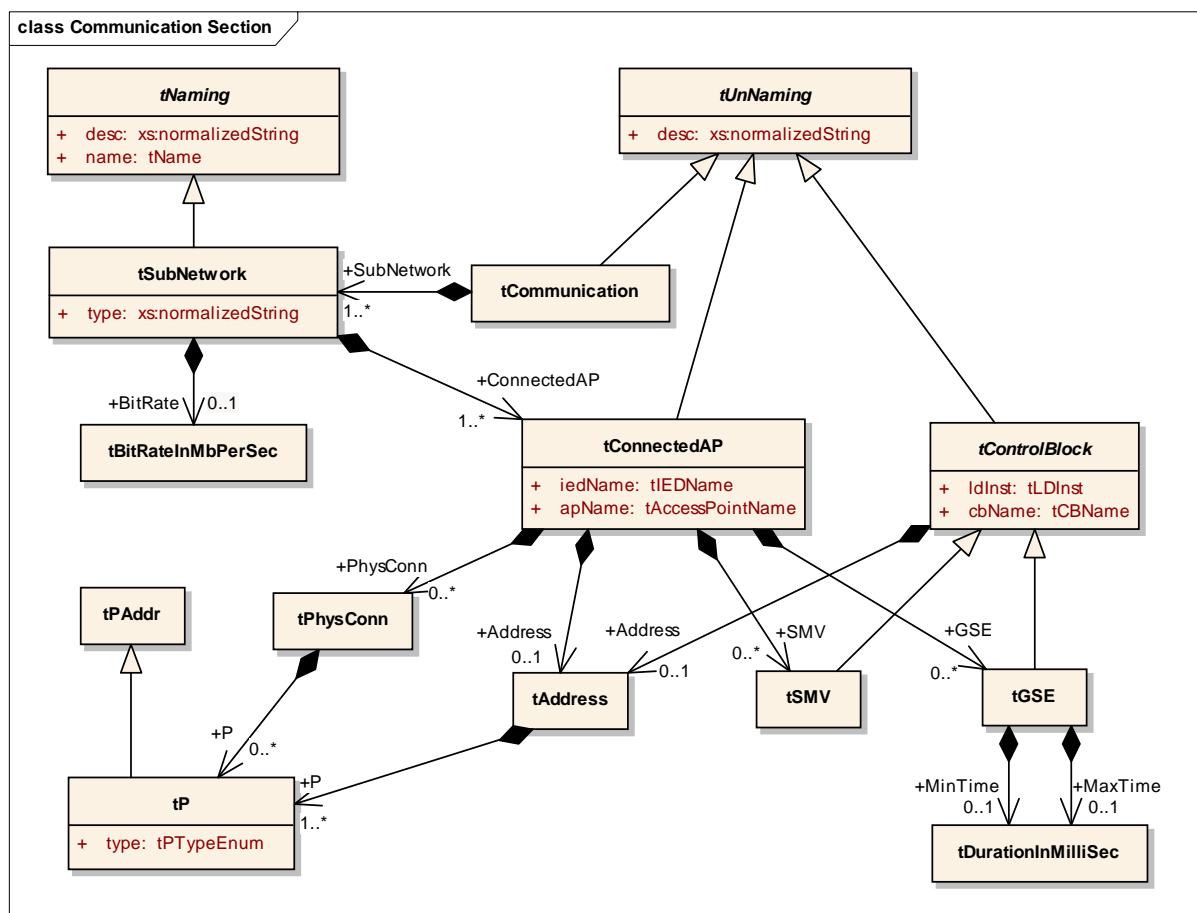 class Communication Section
tNaming
+ desc: xs:normalizedString
+ name: tName
tUnNaming
+ desc: xs:normalizedString
tSubNetwork
+ type: xs:normalizedString
+SubNetwork
1..*
tCommunication
+BitRate
0..1
tBitRateInMbPerSec
+ConnectedAP
1..*
tConnectedAP
+ iedName: tIEDName
+ apName: tAccessPointName
tControlBlock
+ ldInst: tLDInst
+ cbName: tCBName
+PhysConn
0..*
tPAddr
tPhysConn
+Address
0..1
+Address
0..1
+SMV
0..*
+GSE
0..*
tAddress
tSMV
tGSE
+P
0..*
+P
1..*
tP
+ type: tPTypeEnum
+MinTime
0..1
+MaxTime
0..1
tDurationInMilliSec